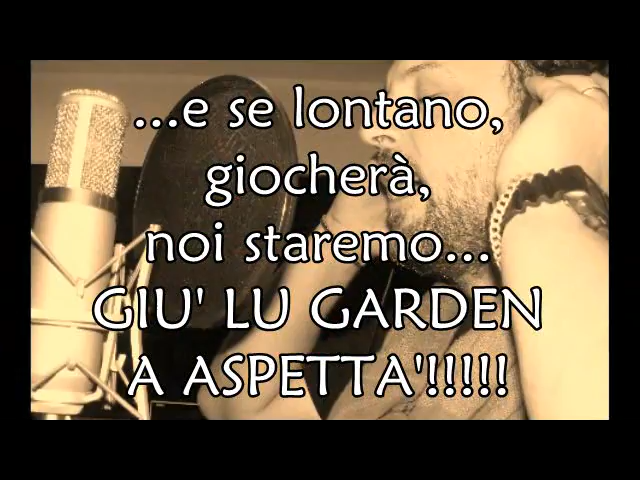 ...e se lontano,
giocherà,
noi staremo...
GIU' LU GARDEN
A ASPETTA'!!!!!